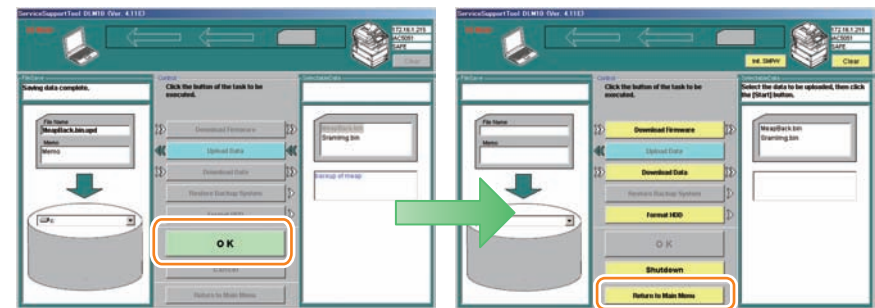 ServiceSupportTool DLM10 (Ver. 4.11E)
172.16.1.215
ACS051
SAFE
Clear
Saving data complete.
Control
Click the button of the task to be
executed.
File Name
MeapBack.bin.apd
Memo
Memo
Download Firmware
Upload Data
Download Data
Restore Backup System
Format HDD
OK
Cancel
Return to Main Menu
MeapBack.bin
SramImg.bin
backup of meap
ServiceSupportTool DLM10 (Ver. 4.11E)
172.16.1.215
ACS051
SAFE
Init. SMPW
Clear
Control
Click the button of the task to be
executed.
Select the data to be uploaded, then click
the [Start] button.
File Name
Memo
Download Firmware
Upload Data
Download Data
Restore Backup System
Format HDD
OK
Shutdown
Return to Main Menu
MeapBack.bin
SramImg.bin